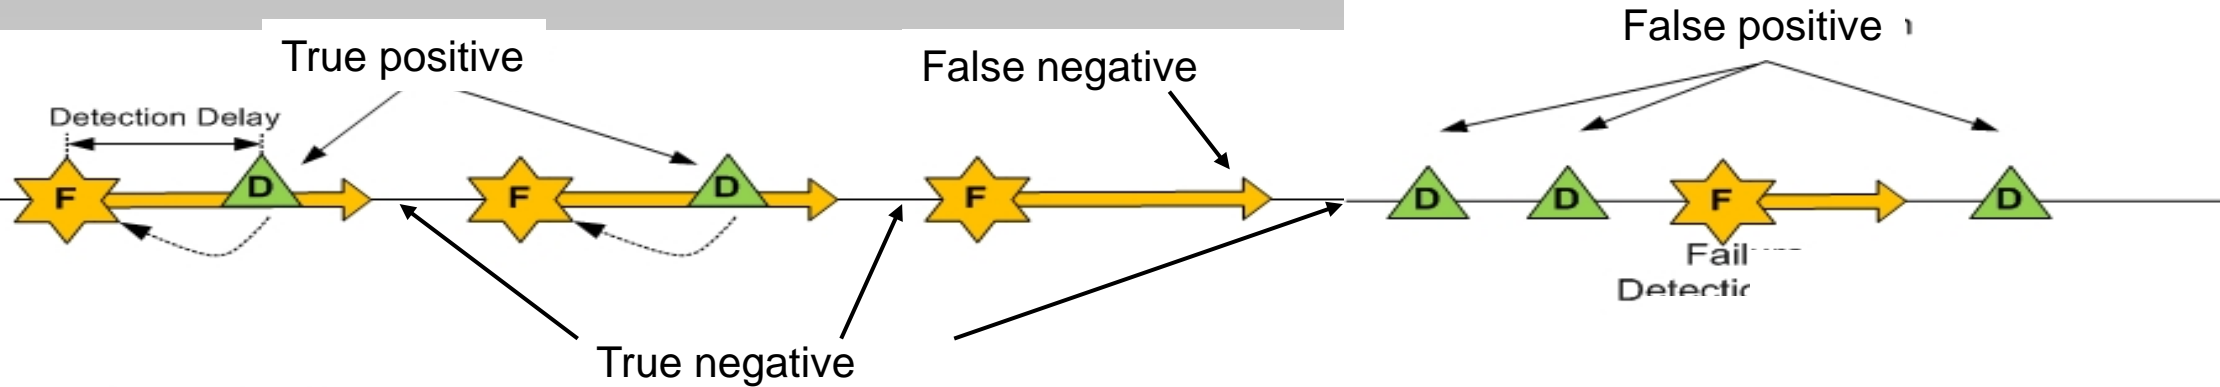 False positive
True positive
False negative
Detection Delay
F
D
F
D
F
D
D
F
D
True negative